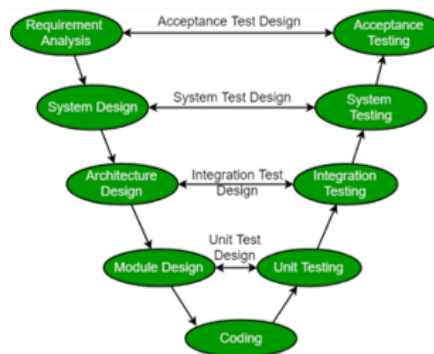 Requirement
Analysis
Acceptance Test Design
Acceptance
Testing
System Design
System Test Design
System
Testing
Architecture
Design
Integration Test
Design
Integration
Testing
Module Design
Unit Test
Design
Unit Testing
Coding